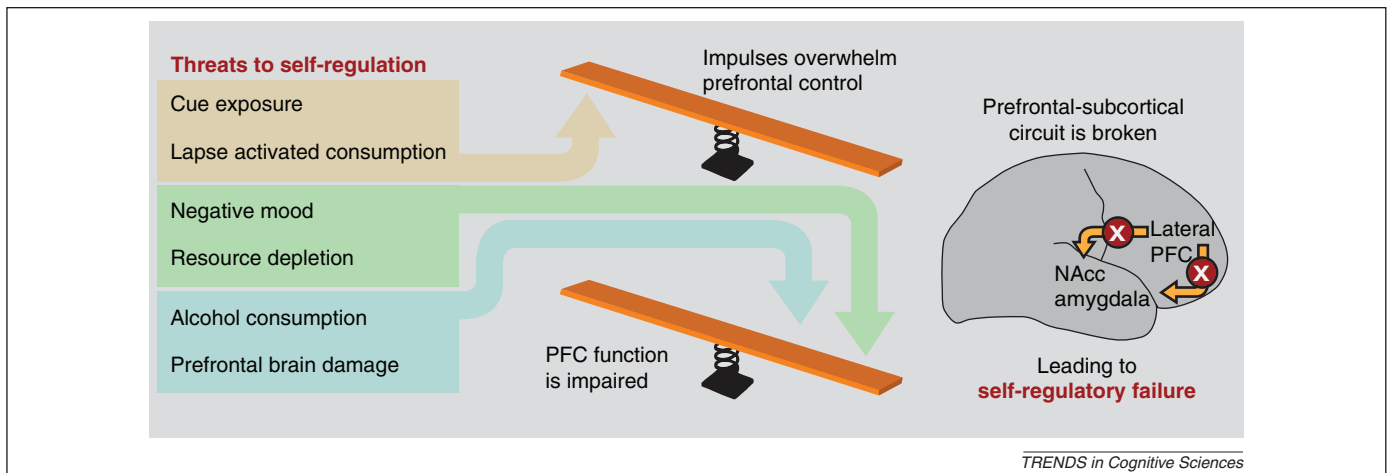 Threats to self-regulation
Cue exposure
Lapse activated consumption
Negative mood
Resource depletion
Alcohol consumption
Prefrontal brain damage
Impulses overwhelm
prefrontal control
PFC function
is impaired
Prefrontal-subcortical
circuit is broken
X
Lateral
PFC
X
NAcc
amygdala
Leading to
self-regulatory failure
TRENDS in Cognitive Sciences